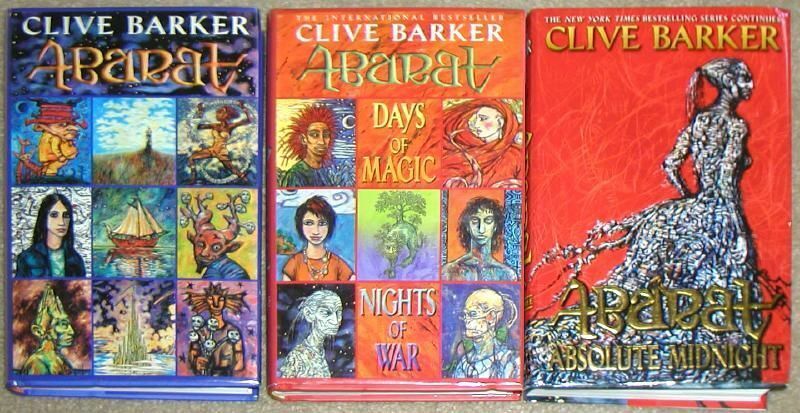 CLIVE BARKER
Abarat
THE INTERNATIONAL BESTSELLER
CLIVE BARKER
Abarat
DAYS
OF
MAGIC
NIGHTS
OF
WAR
THE NEW YORK TIMES BESTSELLING SERIES CONTINUES
CLIVE BARKER
Abarat
ABSOLUTE MIDNIGHT